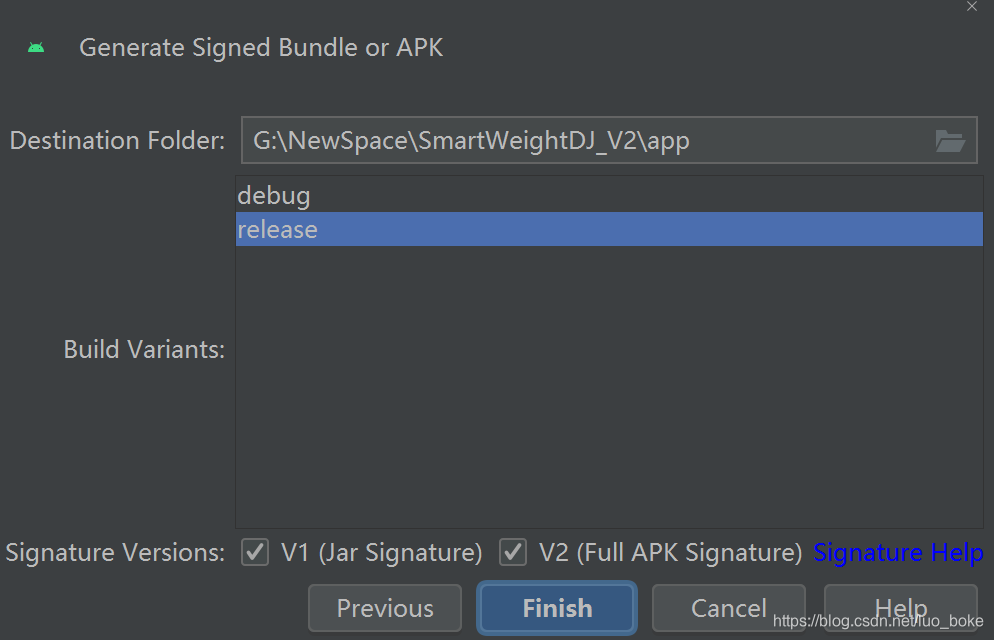 Generate Signed Bundle or APK
Destination Folder: G:\NewSpace\SmartWeightDJ_V2\app
debug
release
Build Variants:
Signature Versions: V1 (Jar Signature) V2 (Full APK Signature) Signature Help
Previous Finish Cancel Help
https://blog.csdn.net/luo_boke